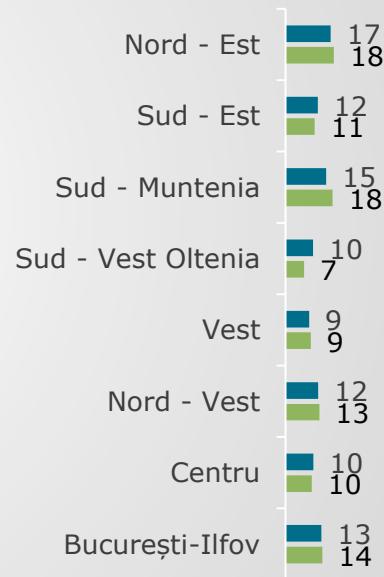 Nord - Est
17
18
Sud - Est
12
11
Sud - Muntenia
15
18
Sud - Vest Oltenia
10
7
Vest
9
9
Nord - Vest
12
13
Centru
10
10
București-Ilfov
13
14